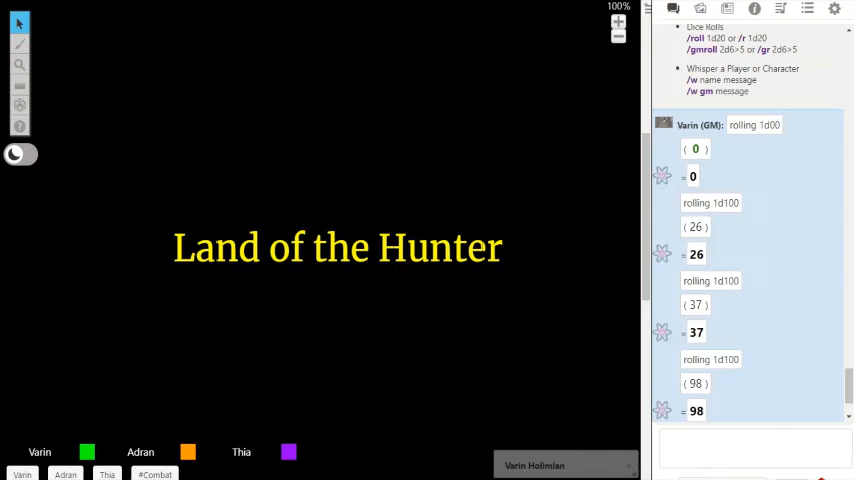 100%
Dice Rolls
/roll 1d20 or /r 1d20
/gmroll 2d6>5 or /gr 2d6>5
Whisper a Player or Character
/w name message
/w gm message
Varin (GM): rolling 1d00
( 0 )
= 0
rolling 1d100
( 26 )
= 26
rolling 1d100
( 37 )
= 37
rolling 1d100
( 98 )
= 98
Land of the Hunter
Varin Adran Thia
Varin Holimian
Varin Adran Thia #Combat